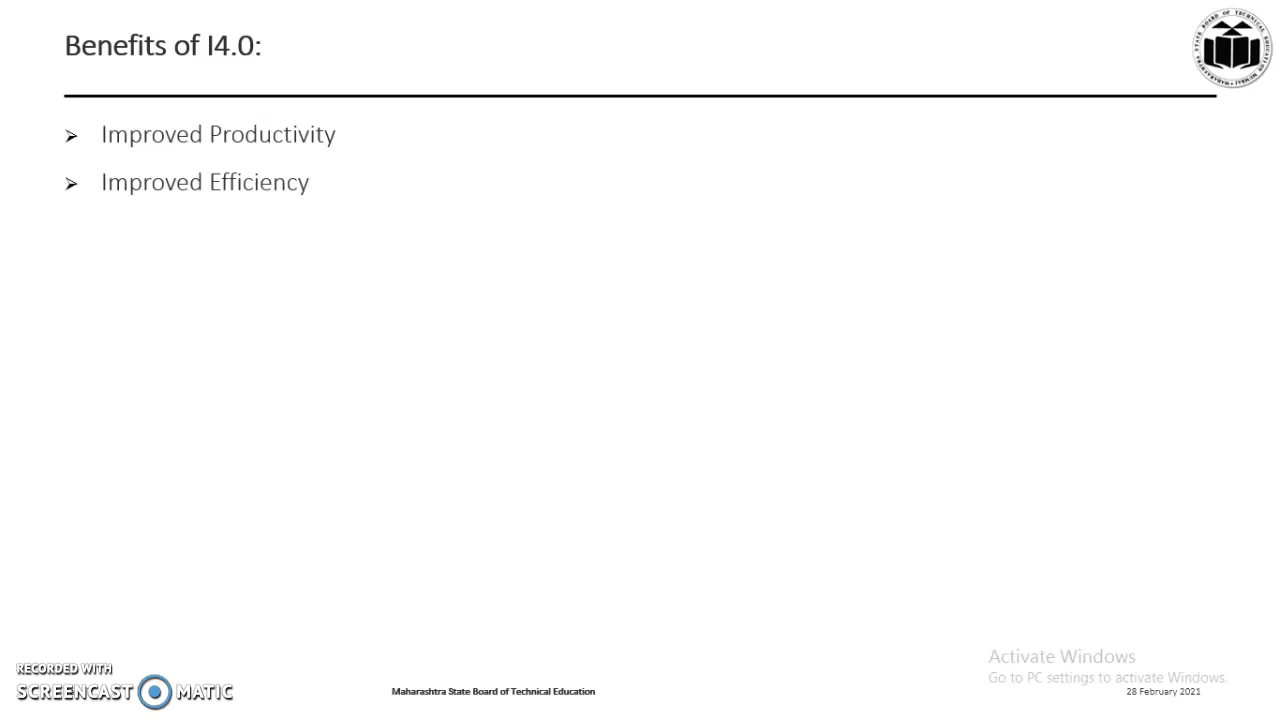 Benefits of I4.0:
➢ Improved Productivity
➢ Improved Efficiency
RECORDED WITH
SCREENCAST MATIC
Maharashtra State Board of Technical Education
Activate Windows
Go to PC settings to activate Windows.
28 February 2021